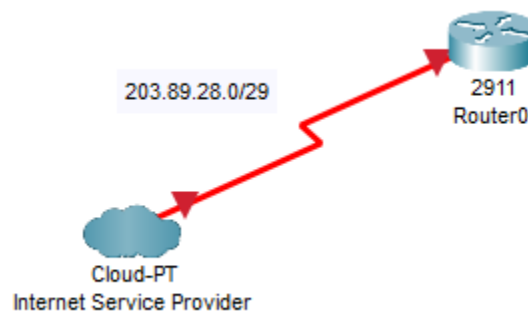 203.89.28.0/29
2911
Router0
Cloud-PT
Internet Service Provider